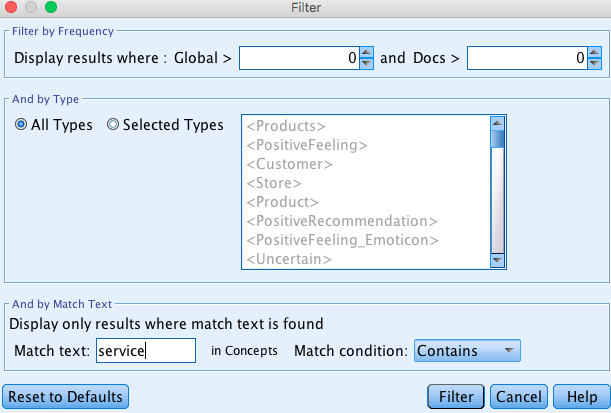 Filter
Filter by Frequency
Display results where : Global > 0 and Docs > 0
And by Type
All Types Selected Types
<Products>
<PositiveFeeling>
<Customer>
<Store>
<Product>
<PositiveRecommendation>
<PositiveFeeling_Emoticon>
<Uncertain>
And by Match Text
Display only results where match text is found
Match text: service in Concepts Match condition: Contains
Reset to Defaults Filter Cancel Help